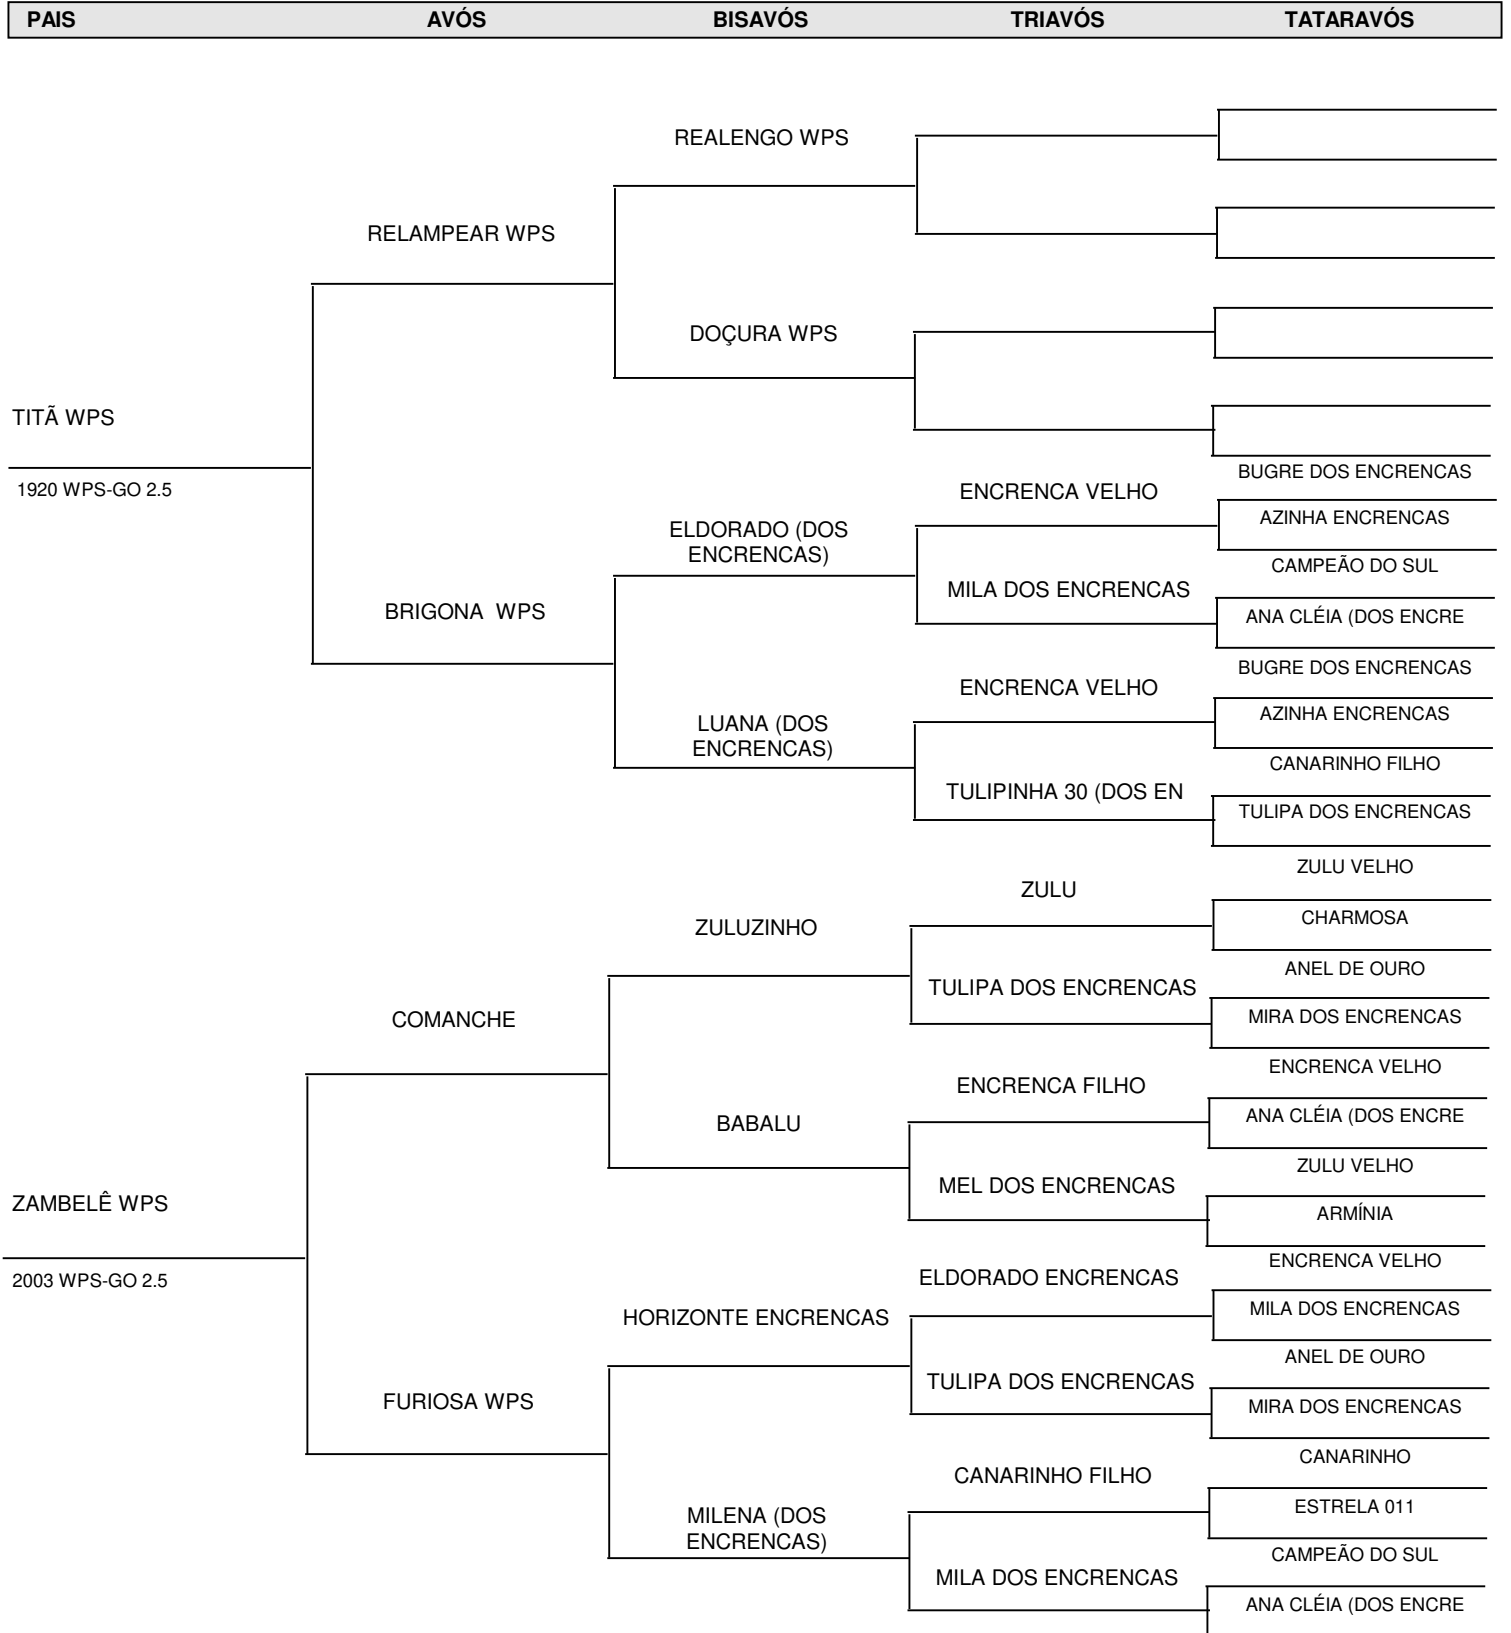 PAIS AVÓS BISAVÓS TRIAVÓS TATARAVÓS
REALENGO WPS
RELAMPEAR WPS
DOÇURA WPS
TITÃ WPS
1920 WPS-GO 2.5
BUGRE DOS ENCRENCAS
ENCRENCA VELHO
AZINHA ENCRENCAS
ELDORADO (DOS
ENCRENCAS)
CAMPEÃO DO SUL
MILA DOS ENCRENCAS
BRIGONA  WPS
ANA CLÉIA (DOS ENCRE
BUGRE DOS ENCRENCAS
ENCRENCA VELHO
AZINHA ENCRENCAS
LUANA (DOS
ENCRENCAS)
CANARINHO FILHO
TULIPINHA 30 (DOS EN
TULIPA DOS ENCRENCAS
ZULU VELHO
ZULU
CHARMOSA
ZULUZINHO
ANEL DE OURO
TULIPA DOS ENCRENCAS
COMANCHE
MIRA DOS ENCRENCAS
ENCRENCA VELHO
ENCRENCA FILHO
ANA CLÉIA (DOS ENCRE
BABALU
ZULU VELHO
MEL DOS ENCRENCAS
ZAMBELÊ WPS
ARMÍNIA
2003 WPS-GO 2.5
ENCRENCA VELHO
ELDORADO ENCRENCAS
MILA DOS ENCRENCAS
HORIZONTE ENCRENCAS
ANEL DE OURO
TULIPA DOS ENCRENCAS
FURIOSA WPS
MIRA DOS ENCRENCAS
CANARINHO
CANARINHO FILHO
ESTRELA 011
MILENA (DOS
ENCRENCAS)
CAMPEÃO DO SUL
MILA DOS ENCRENCAS
ANA CLÉIA (DOS ENCRE